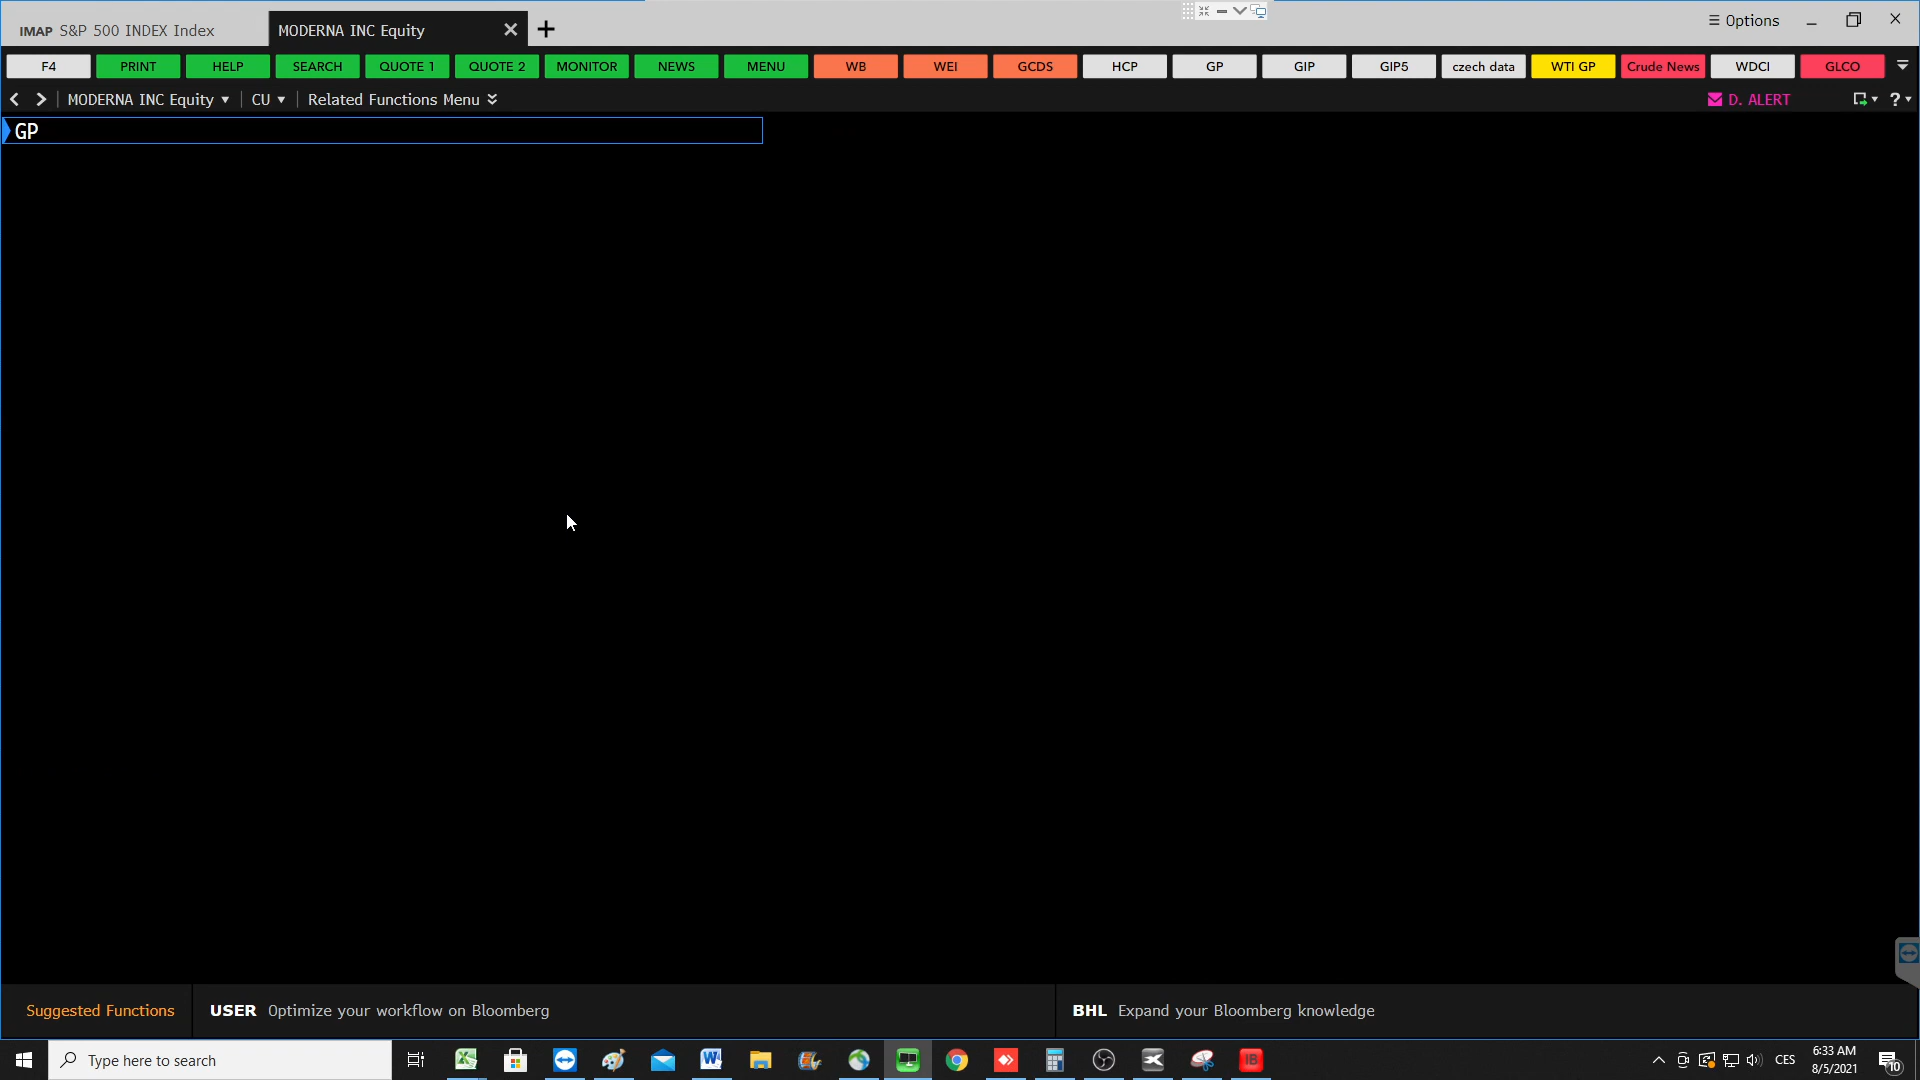 IMAP S&P 500 INDEX Index
MODERNA INC Equity
Options
F4 PRINT HELP SEARCH QUOTE 1 QUOTE 2 MONITOR NEWS MENU WB WEI GCDS HCP GP GIP GIP5 czech data WTI GP Crude News WDCI GLCO
MODERNA INC Equity CU Related Functions Menu D. ALERT ?
GP
Suggested Functions USER Optimize your workflow on Bloomberg BHL Expand your Bloomberg knowledge
Type here to search
CES
6:33 AM
8/5/2021
10
IB